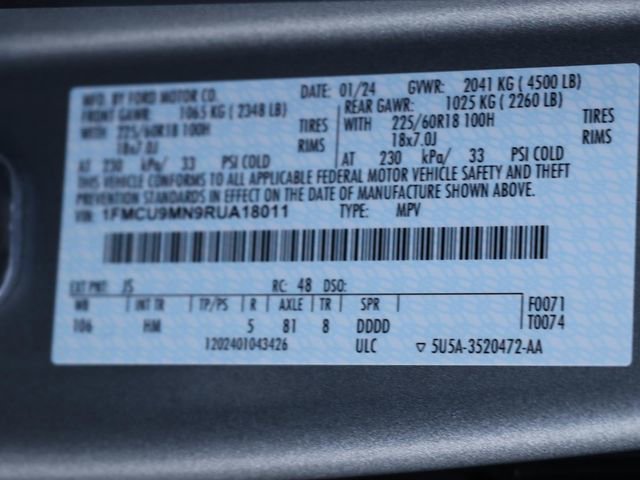 MFD. BY FORD MOTOR CO. DATE: 01/24 GVWR: 2041 KG ( 4500 LB)
FRONT GAWR: 1065 KG ( 2348 LB) REAR GAWR: 1025 KG ( 2260 LB)
WITH 225/60R18 100H TIRES WITH 225/60R18 100H TIRES
18x7.0J RIMS 18x7.0J RIMS
AT 230 kPa/ 33 PSI COLD AT 230 kPa/ 33 PSI COLD
THIS VEHICLE CONFORMS TO ALL APPLICABLE FEDERAL MOTOR VEHICLE SAFETY AND THEFT
PREVENTION STANDARDS IN EFFECT ON THE DATE OF MANUFACTURE SHOWN ABOVE.
VIN: 1FMCU9MN9RUA18011 TYPE: MPV
EXT PNT: JS RC: 48 DSO:
WB INT TR TP/PS R AXLE TR SPR F0071
106 HM 5 81 8 DDDD T0074
1202401043426 ULC ▽ 5U5A-3520472-AA